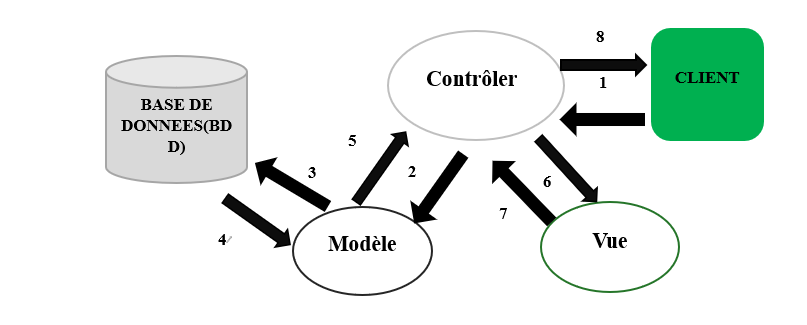 8
Contrôler
1
CLIENT
BASE DE
DONNEES(BD
D)
5
3
2
6
7
4
Modèle
Vue